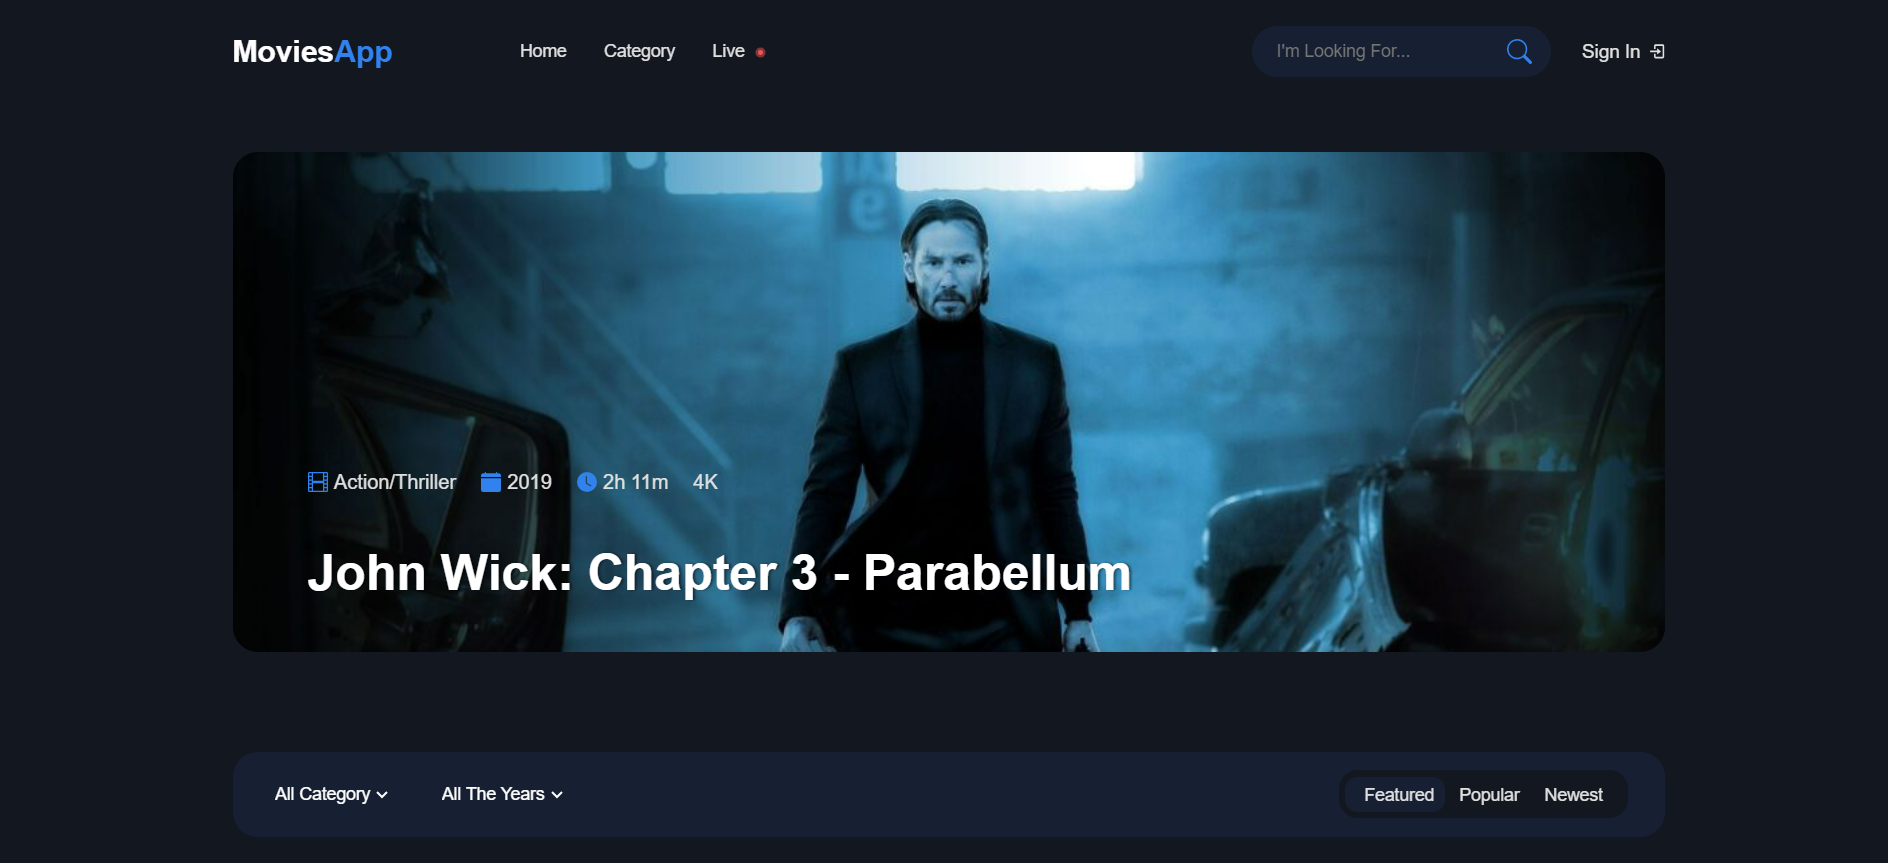 MoviesApp Home Category Live I'm Looking For... Sign In
Action/Thriller 2019 2h 11m 4K
John Wick: Chapter 3 - Parabellum
All Category All The Years Featured Popular Newest